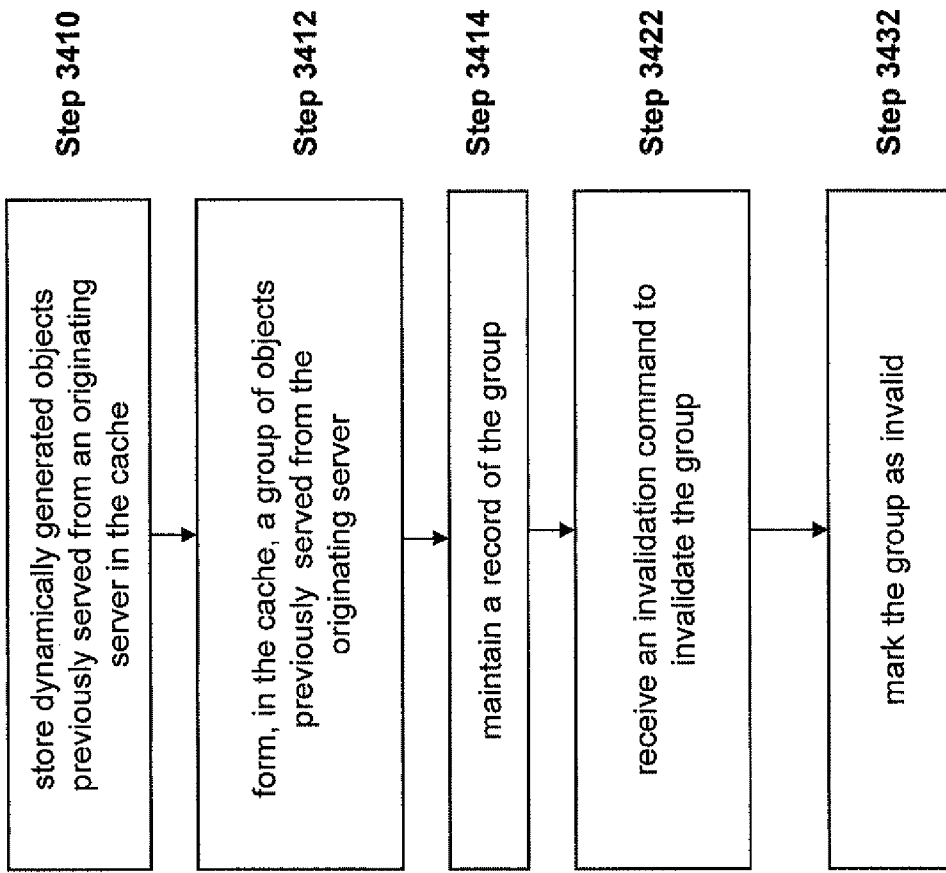 store dynamically generated objects
previously served from an originating
server in the cache
Step 3410
form, in the cache, a group of objects
previously served from the
originating server
Step 3412
maintain a record of the group
Step 3414
receive an invalidation command to
invalidate the group
Step 3422
mark the group as invalid
Step 3432